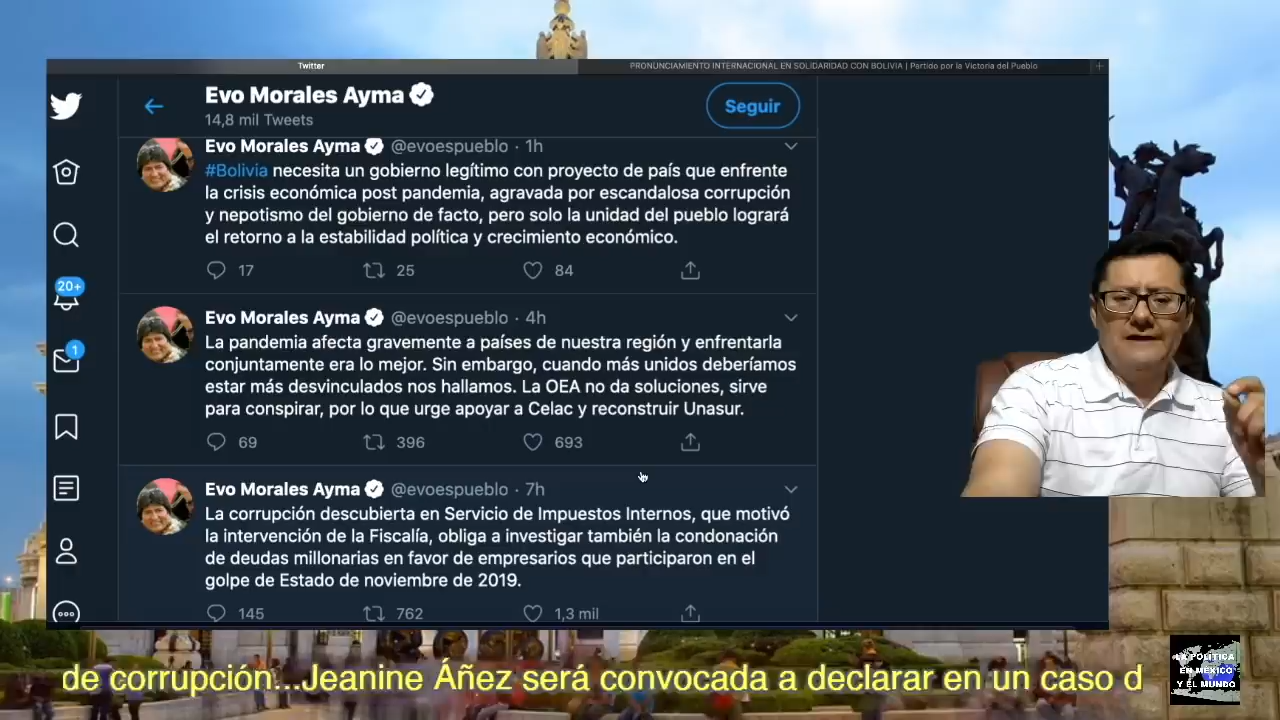 Twitter
PRONUNCIAMIENTO INTERNACIONAL EN SOLIDARIDAD CON BOLIVIA | Partido por la Victoria del Pueblo
Evo Morales Ayma
14,8 mil Tweets
Seguir
20+
1
Evo Morales Ayma @evoespueblo · 1h
#Bolivia necesita un gobierno legítimo con proyecto de país que enfrente
la crisis económica post pandemia, agravada por escandalosa corrupción
y nepotismo del gobierno de facto, pero solo la unidad del pueblo logrará
el retorno a la estabilidad política y crecimiento económico.
17 25 84
Evo Morales Ayma @evoespueblo · 4h
La pandemia afecta gravemente a países de nuestra región y enfrentarla
conjuntamente era lo mejor. Sin embargo, cuando más unidos deberíamos
estar más desvinculados nos hallamos. La OEA no da soluciones, sirve
para conspirar, por lo que urge apoyar a Celac y reconstruir Unasur.
69 396 693
Evo Morales Ayma @evoespueblo · 7h
La corrupción descubierta en Servicio de Impuestos Internos, que motivó
la intervención de la Fiscalía, obliga a investigar también la condonación
de deudas millonarias en favor de empresarios que participaron en el
golpe de Estado de noviembre de 2019.
145 762 1,3 mil
de corrupción...Jeanine Áñez será convocada a declarar en un caso d
LA POLÍTICA
EN MÉXICO
Y EL MUNDO